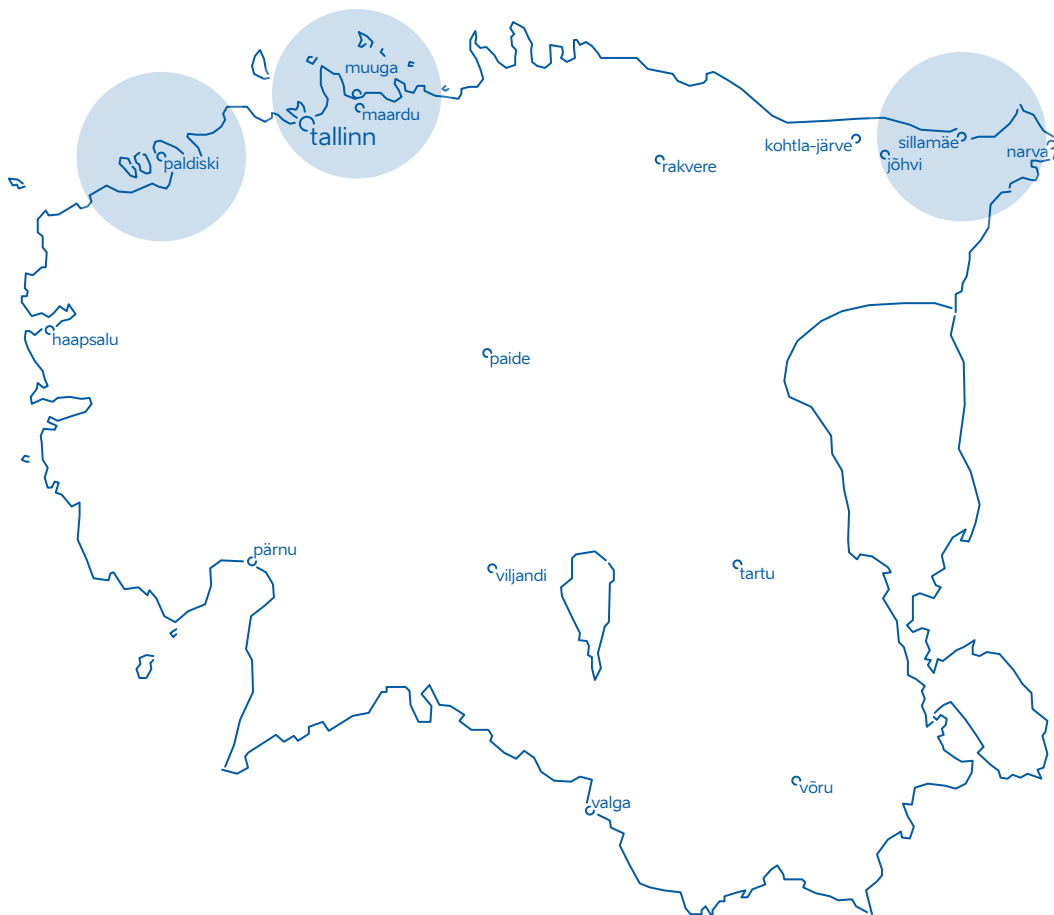 muuga
maardu
tallinn
paldiski
kohtla-järve
sillamäe
narva
jõhvi
rakvere
haapsalu
paide
pärnu
viljandi
tartu
võru
valga